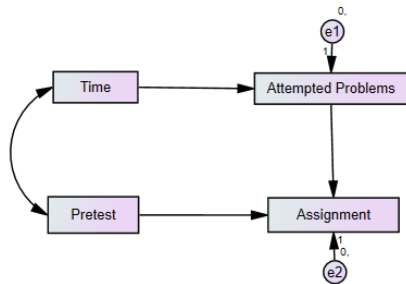 0,
e1
1
Time
Attempted Problems
Pretest
Assignment
1
0,
e2